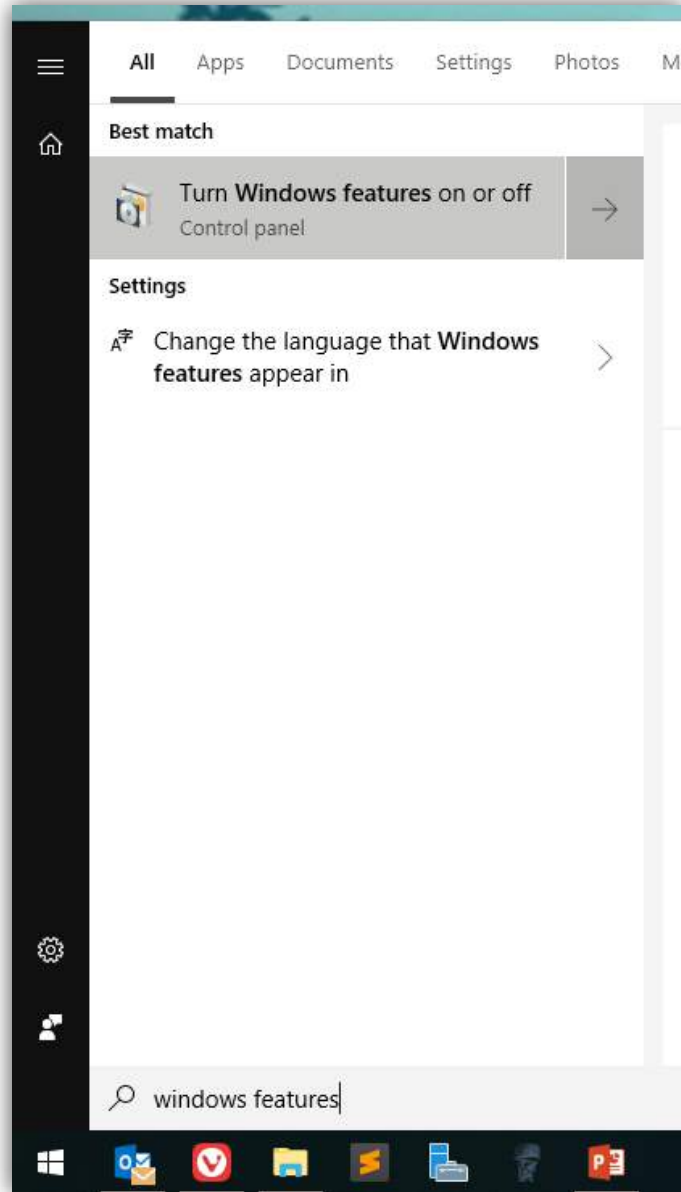 All Apps Documents Settings Photos M
Best match
Turn Windows features on or off
Control panel
Settings
Change the language that Windows
features appear in
windows features